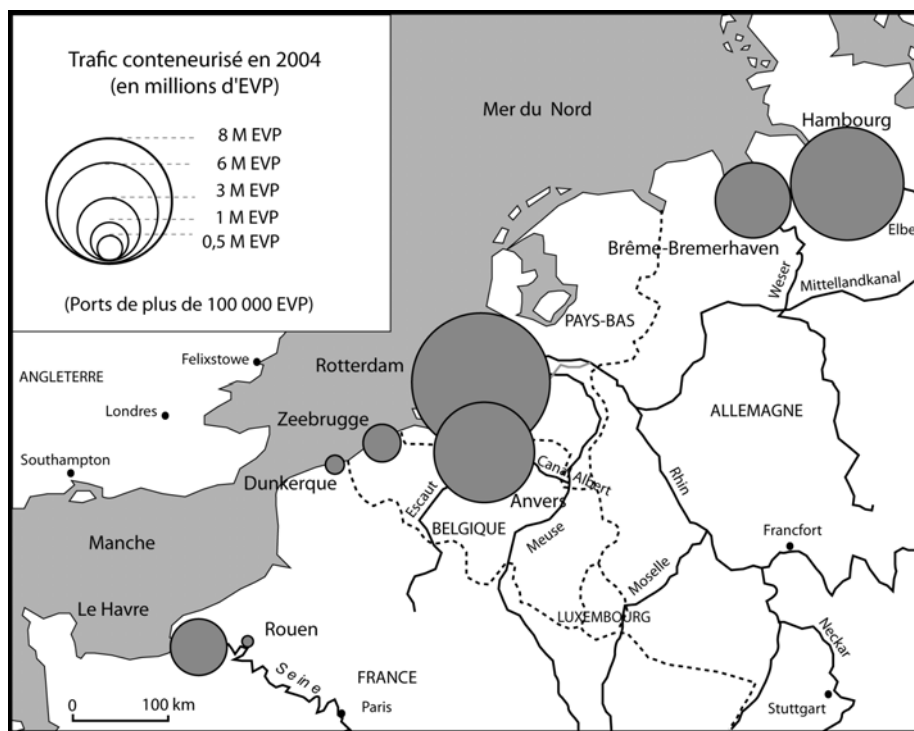 Trafic conteneurisé en 2004
(en millions d'EVP)
8 M EVP
6 M EVP
3 M EVP
1 M EVP
0,5 M EVP
(Ports de plus de 100 000 EVP)
Mer du Nord
Hambourg
Elbe
Brême-Bremerhaven
Weser
Mittellandkanal
PAYS-BAS
Felixstowe
Rotterdam
ANGLETERRE
Londres
Zeebrugge
ALLEMAGNE
Southampton
Dunkerque
Canal Albert
Rhin
Escaut
Anvers
BELGIQUE
Meuse
Francfort
Manche
Moselle
Le Havre
LUXEMBOURG
Rouen
Neckar
Seine
FRANCE
0 100 km
Paris
Stuttgart